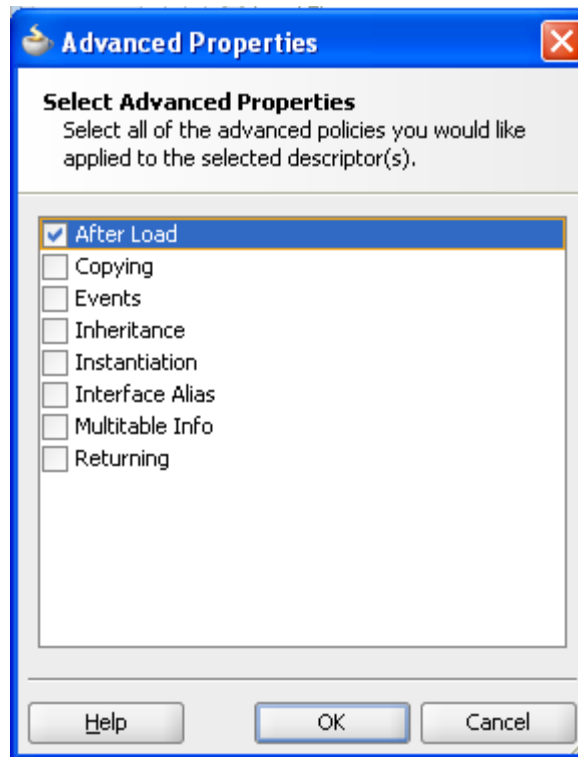 Advanced Properties
Select Advanced Properties
Select all of the advanced policies you would like
applied to the selected descriptor(s).
After Load
Copying
Events
Inheritance
Instantiation
Interface Alias
Multitable Info
Returning
Help
OK
Cancel